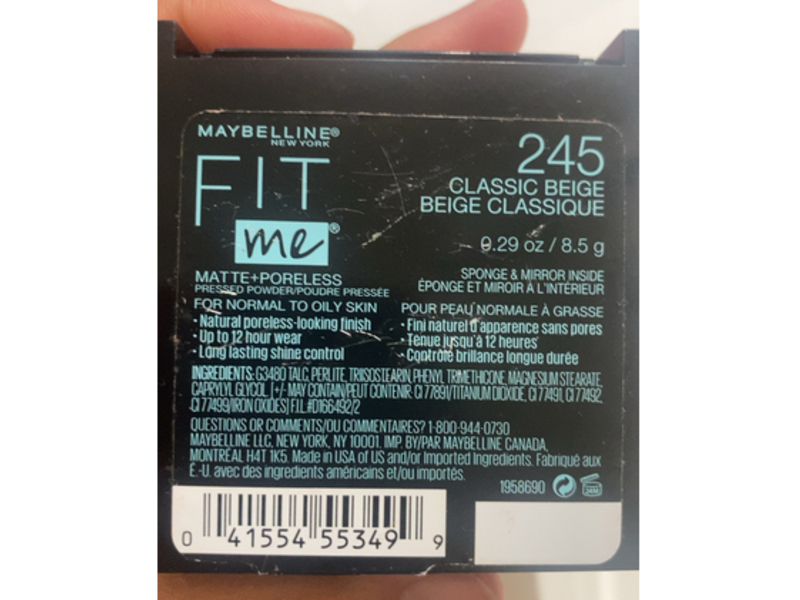 MAYBELLINE®
NEW YORK
FIT
me®
245
CLASSIC BEIGE
BEIGE CLASSIQUE
0.29 oz / 8.5 g
MATTE+PORELESS
PRESSED POWDER/POUDRE PRESSÉE
SPONGE & MIRROR INSIDE
ÉPONGE ET MIROIR À L'INTÉRIEUR
FOR NORMAL TO OILY SKIN
• Natural poreless-looking finish
• Up to 12 hour wear
• Long lasting shine control
POUR PEAU NORMALE À GRASSE
• Fini naturel d'apparence sans pores
• Tenue jusqu'à 12 heures
• Contrôle brillance longue durée
INGREDIENTS: G3480 TALC, PERLITE, TRIISOSTEARIN, PHENYL TRIMETHICONE, MAGNESIUM STEARATE,
CAPRYLYL GLYCOL. [+/- MAY CONTAIN/PEUT CONTENIR: CI 77891/TITANIUM DIOXIDE, CI 77491, CI 77492,
CI 77499/IRON OXIDES] F.I.L.#D166492/2
QUESTIONS OR COMMENTS/OU COMMENTAIRES? 1-800-944-0730
MAYBELLINE LLC, NEW YORK, NY 10001. IMP. BY/PAR MAYBELLINE CANADA,
MONTRÉAL H4T 1K5. Made in USA of US and/or Imported Ingredients. Fabriqué aux
É.-U. avec des ingrédients américains et/ou importés.
1958690
24M
0 41554 55349 9